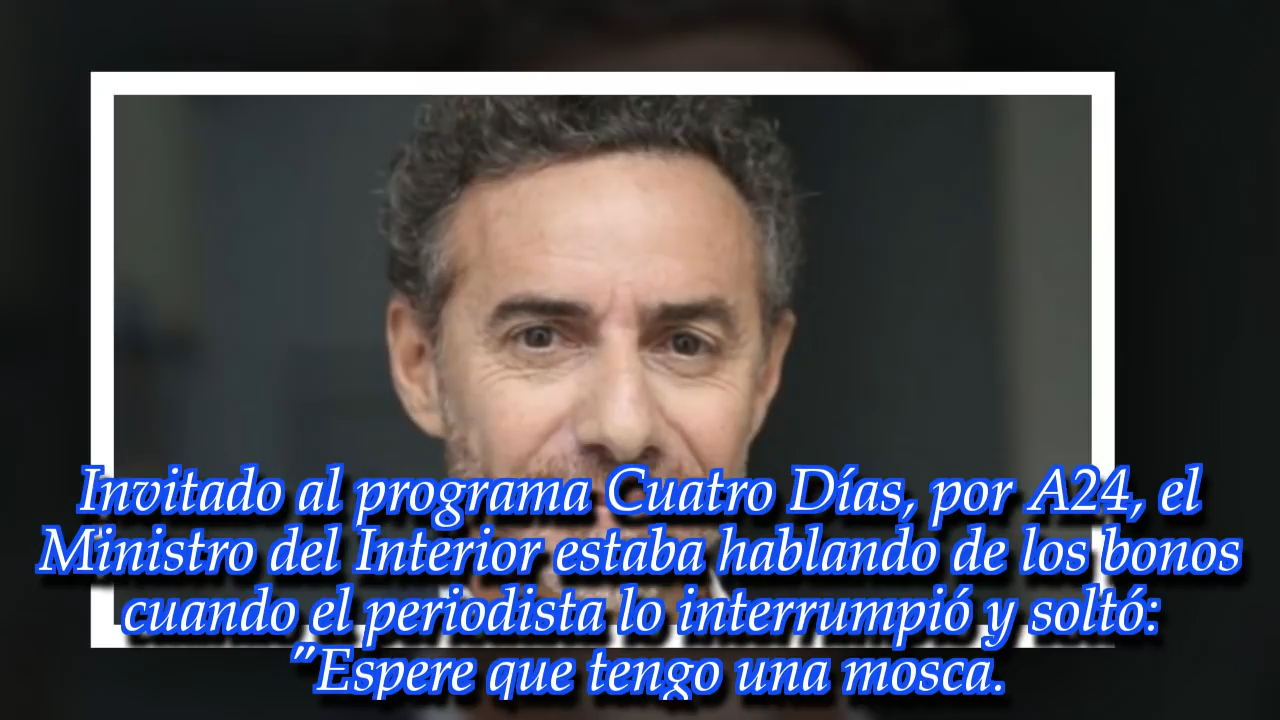 Invitado al programa Cuatro Días, por A24, el
Ministro del Interior estaba hablando de los bonos
cuando el periodista lo interrumpió y soltó:
"Espere que tengo una mosca.